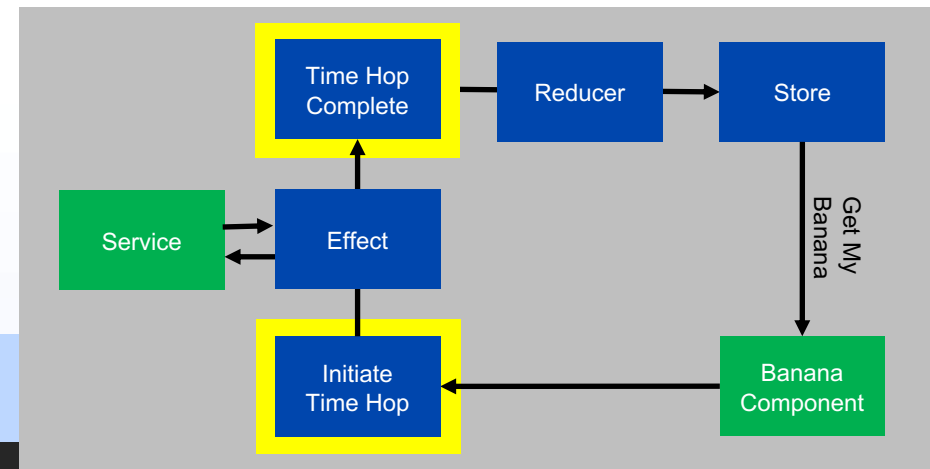 Time Hop
Complete
Reducer
Store
Service
Effect
Get My
Banana
Initiate
Time Hop
Banana
Component